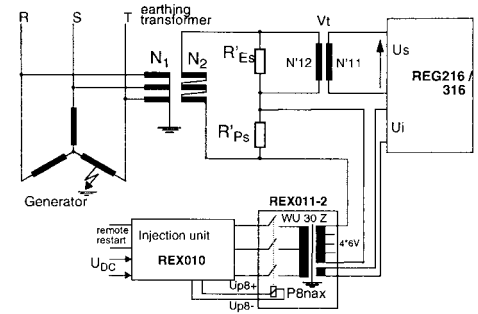 earthing
transformer
R S T
Vt
N1 N2
R'Es
N'12 N'11
Us
REG216 /
316
Ui
R'Ps
REX011-2
WU 30 Z
4*6V
Generator
remote
restart
Injection unit
REX010
UDC
Up8+
Up8-
P8nax